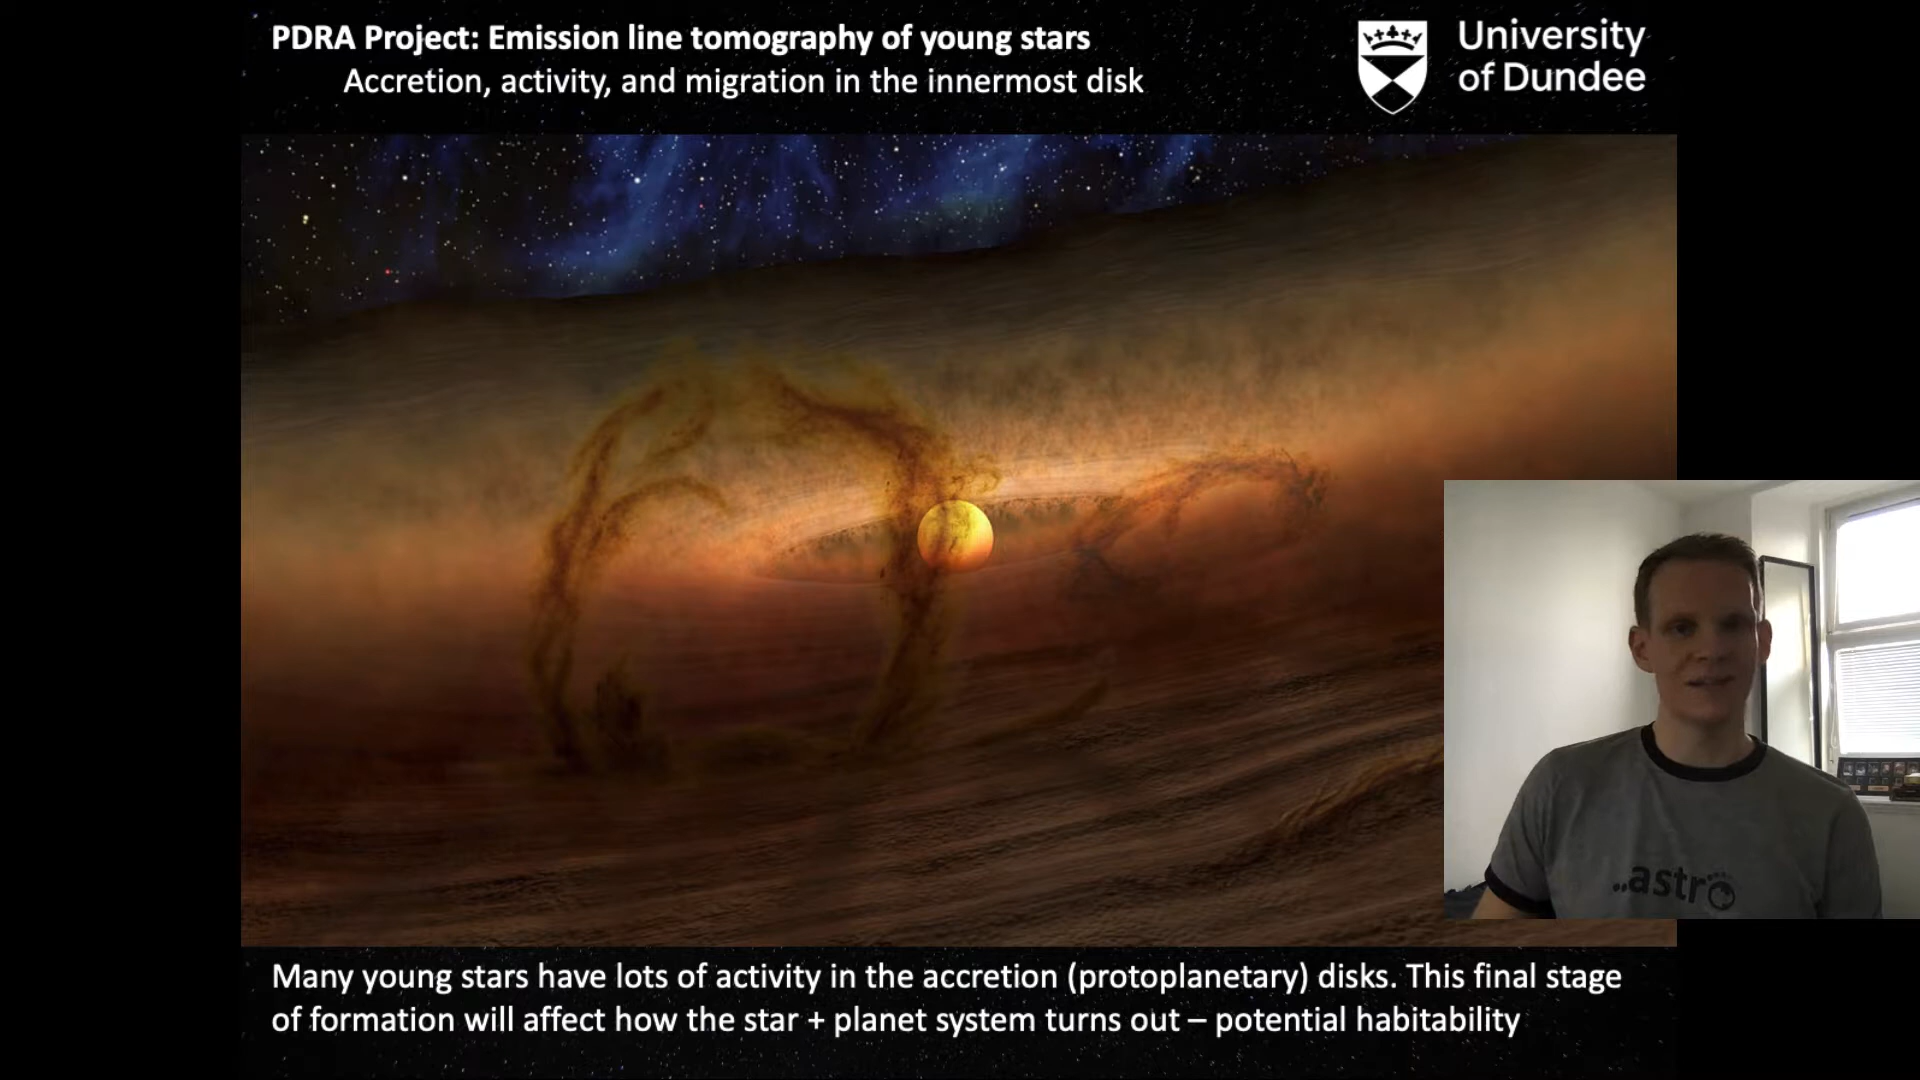 PDRA Project: Emission line tomography of young stars
Accretion, activity, and migration in the innermost disk
University
of Dundee
..astro
Many young stars have lots of activity in the accretion (protoplanetary) disks. This final stage
of formation will affect how the star + planet system turns out – potential habitability